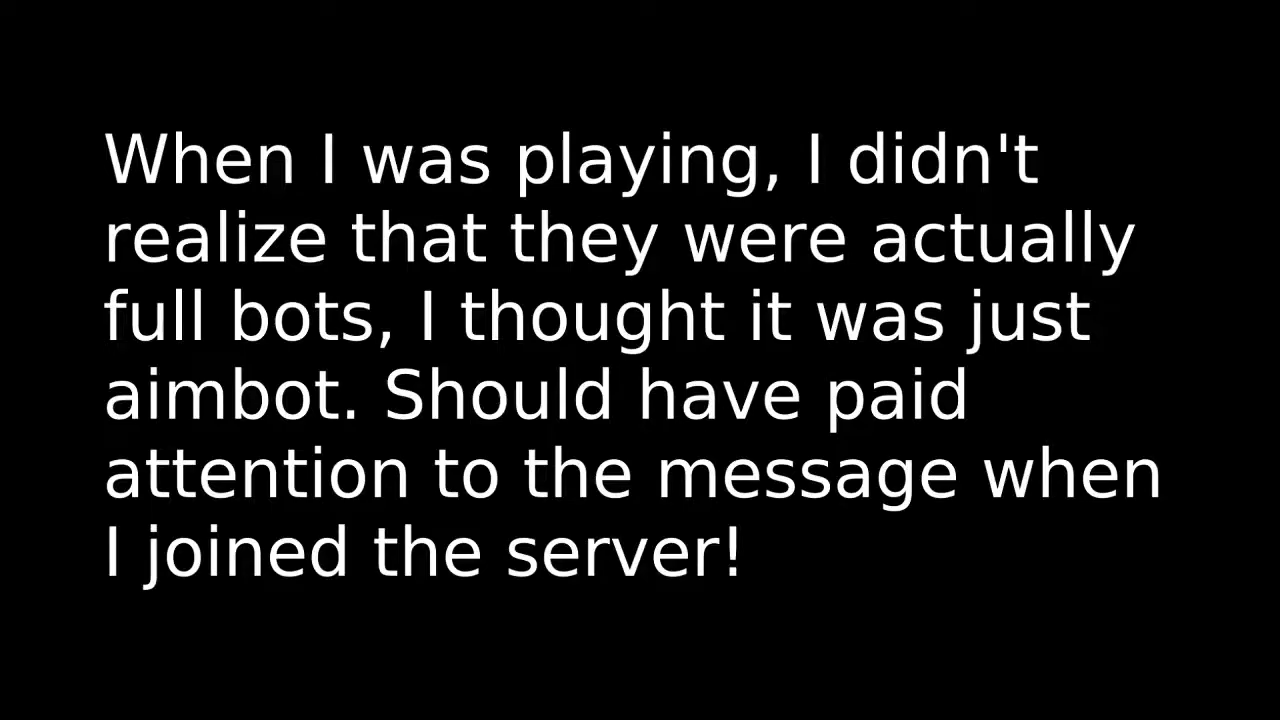 When I was playing, I didn't
realize that they were actually
full bots, I thought it was just
aimbot. Should have paid
attention to the message when
I joined the server!